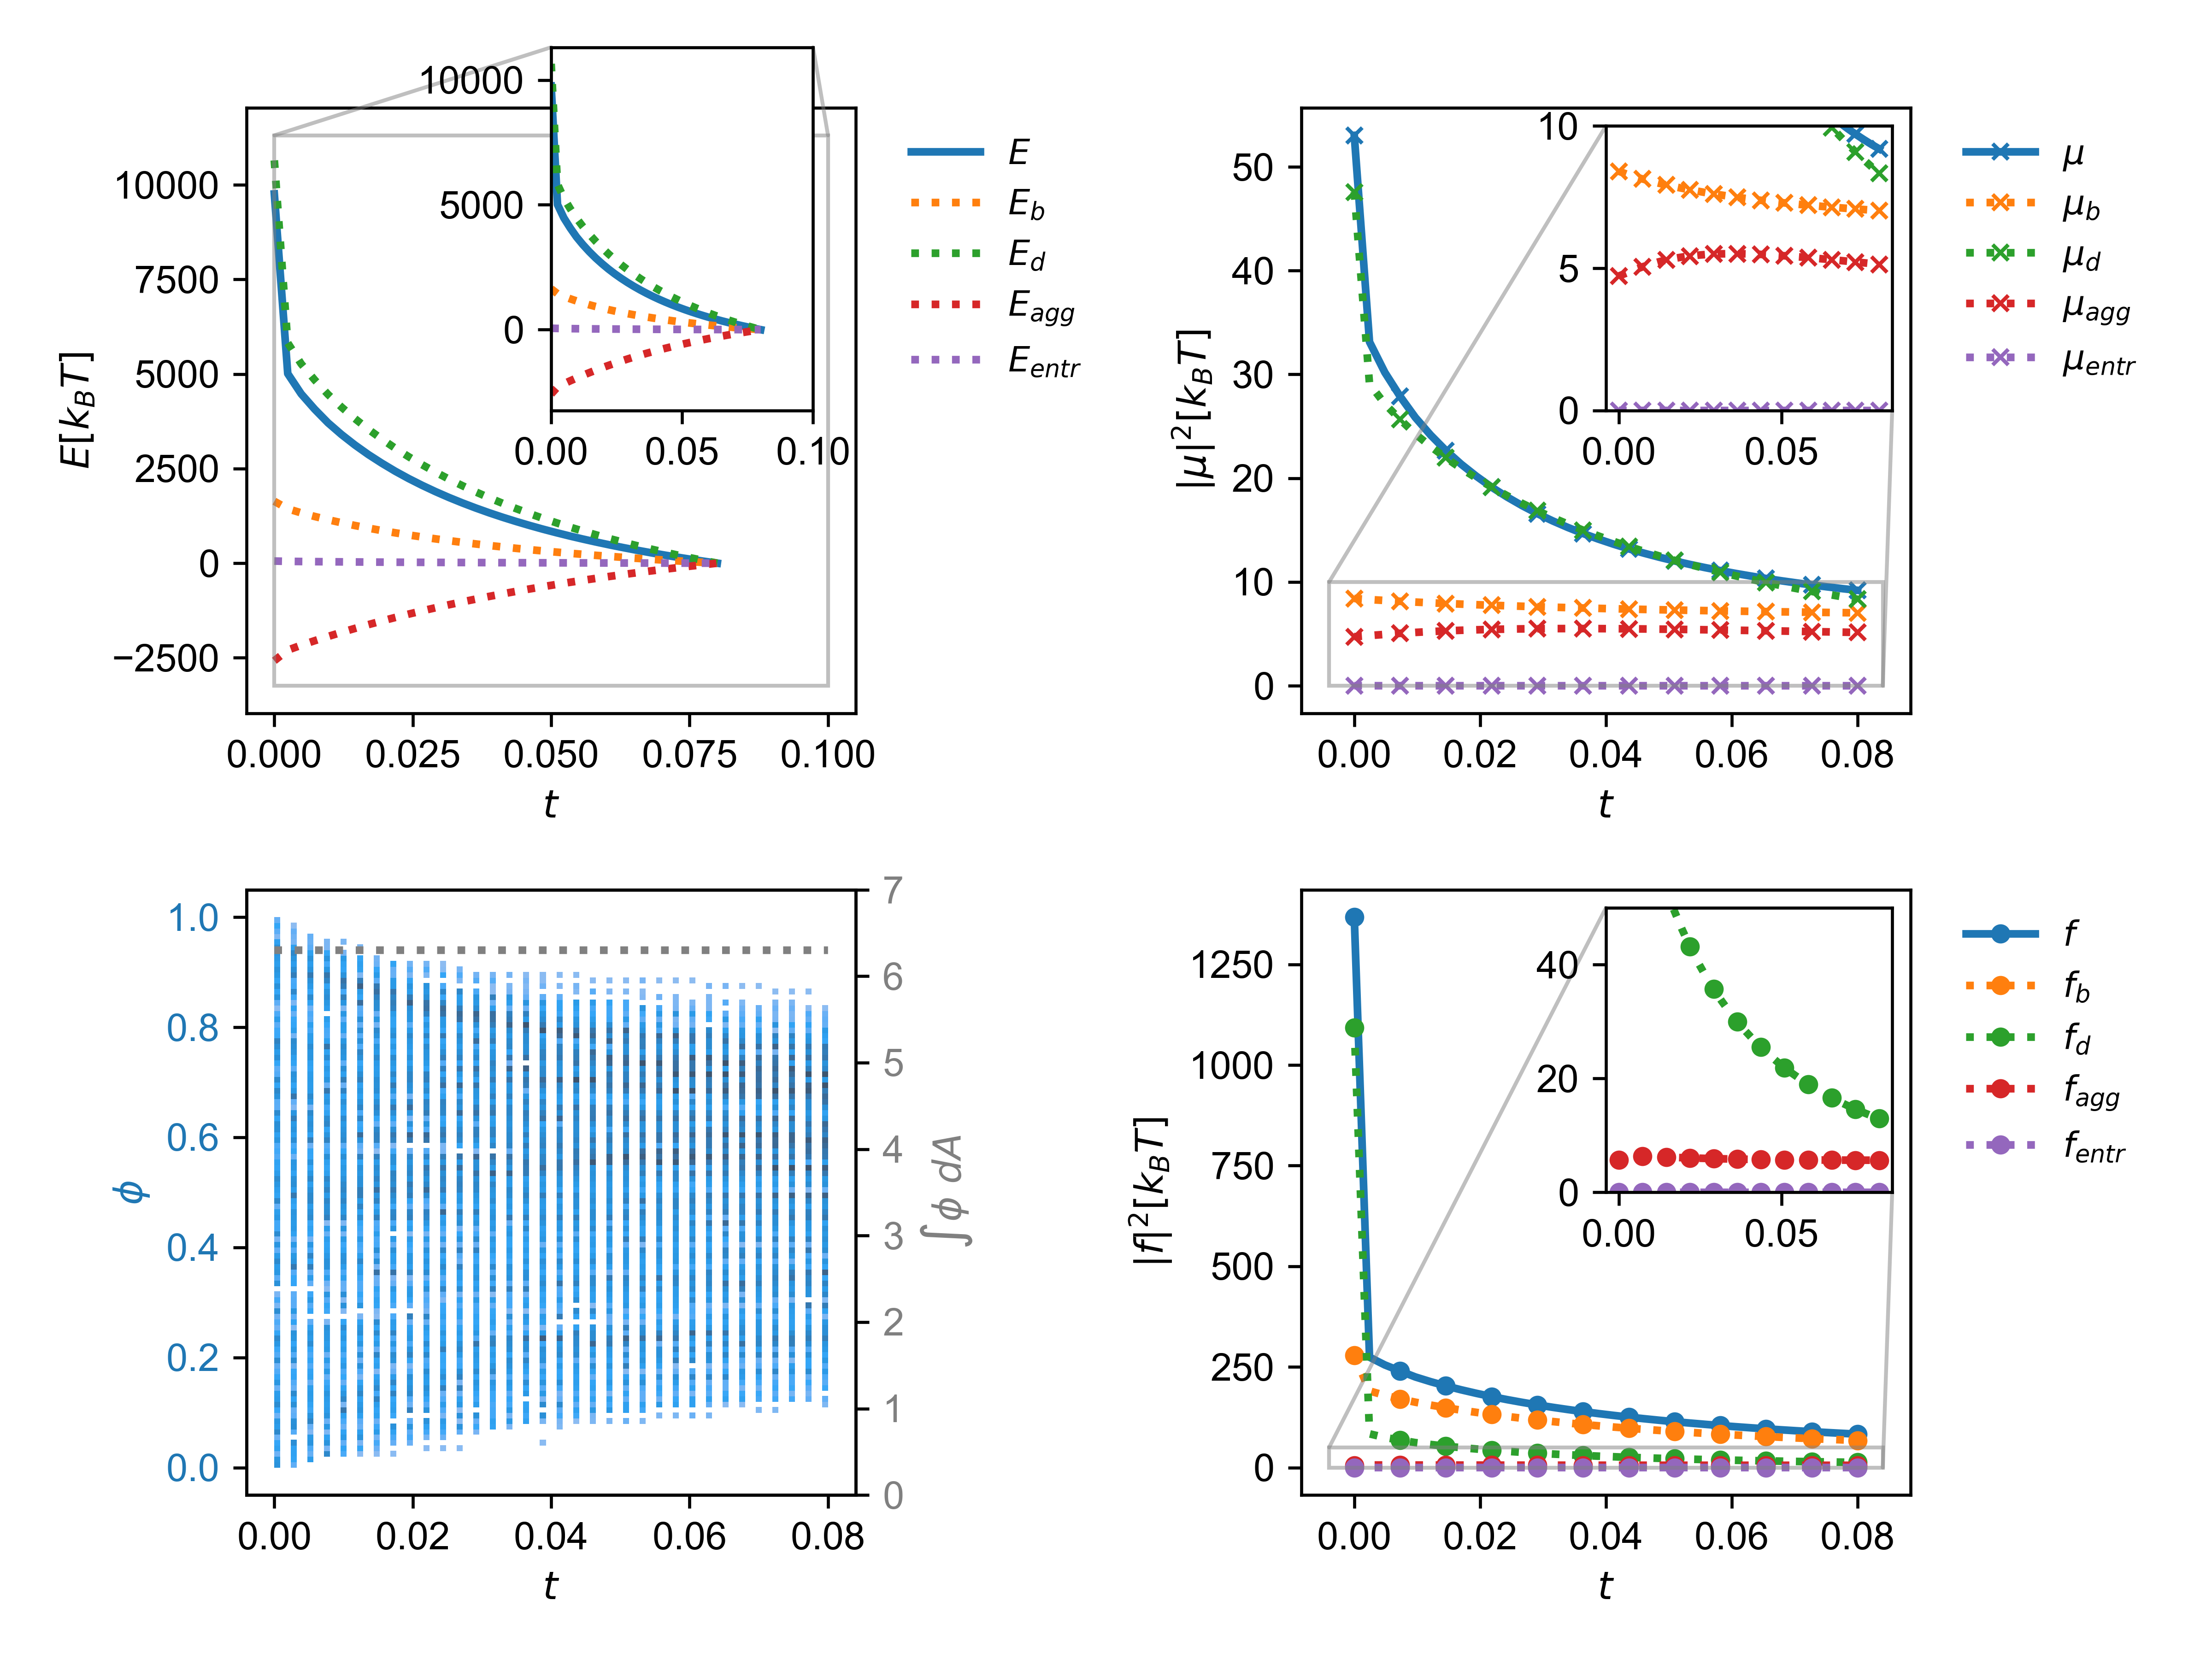 10000
5000
0
0.00 0.05 0.10
10000
7500
5000
2500
0
−2500
0.000 0.025 0.050 0.075 0.100
E[k_BT]
t
E
E_b
E_d
E_agg
E_entr
10
5
0
0.00 0.05
50
40
30
20
10
0
0.00 0.02 0.04 0.06 0.08
|μ|²[k_BT]
t
μ
μ_b
μ_d
μ_agg
μ_entr
1.0
0.8
0.6
0.4
0.2
0.0
ϕ
7
6
5
4
3
2
1
0
∫ϕ dA
0.00 0.02 0.04 0.06 0.08
t
40
20
0
0.00 0.05
1250
1000
750
500
250
0
|f|²[k_BT]
0.00 0.02 0.04 0.06 0.08
t
f
f_b
f_d
f_agg
f_entr